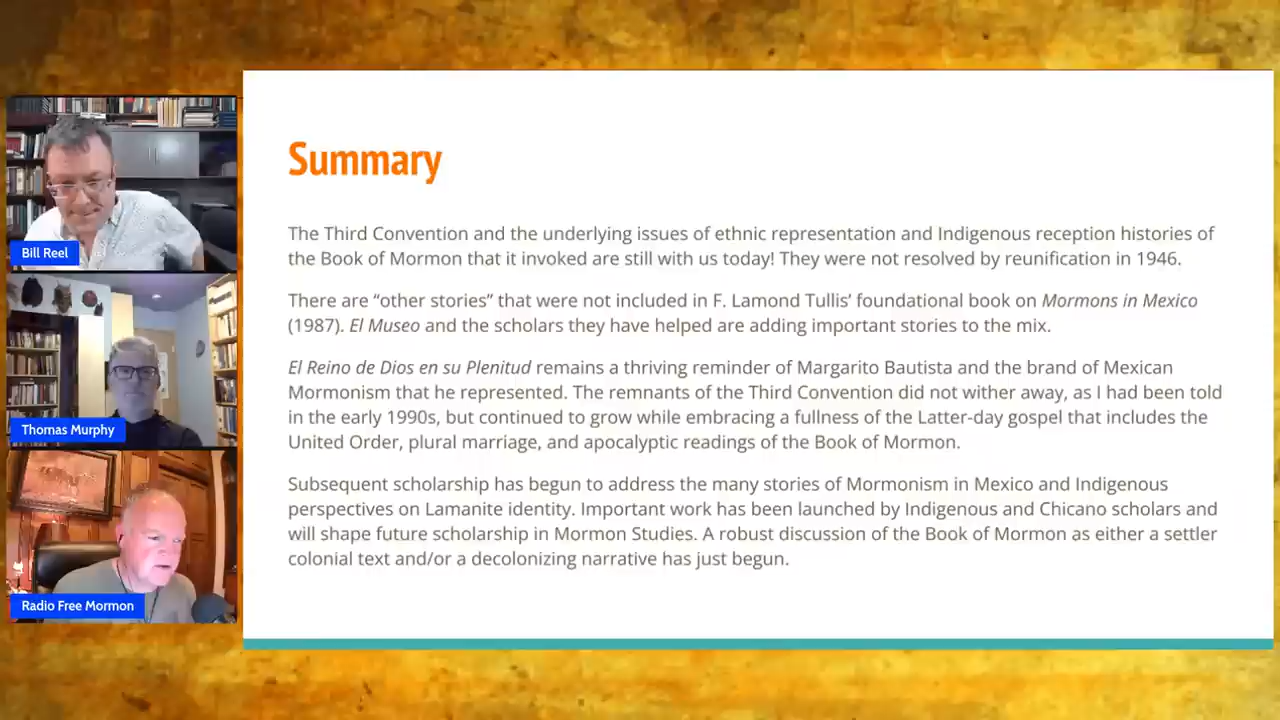 Bill Reel
Thomas Murphy
Radio Free Mormon
Summary
The Third Convention and the underlying issues of ethnic representation and Indigenous reception histories of
the Book of Mormon that it invoked are still with us today! They were not resolved by reunification in 1946.
There are “other stories” that were not included in F. Lamond Tullis’ foundational book on Mormons in Mexico
(1987). El Museo and the scholars they have helped are adding important stories to the mix.
El Reino de Dios en su Plenitud remains a thriving reminder of Margarito Bautista and the brand of Mexican
Mormonism that he represented. The remnants of the Third Convention did not wither away, as I had been told
in the early 1990s, but continued to grow while embracing a fullness of the Latter-day gospel that includes the
United Order, plural marriage, and apocalyptic readings of the Book of Mormon.
Subsequent scholarship has begun to address the many stories of Mormonism in Mexico and Indigenous
perspectives on Lamanite identity. Important work has been launched by Indigenous and Chicano scholars and
will shape future scholarship in Mormon Studies. A robust discussion of the Book of Mormon as either a settler
colonial text and/or a decolonizing narrative has just begun.